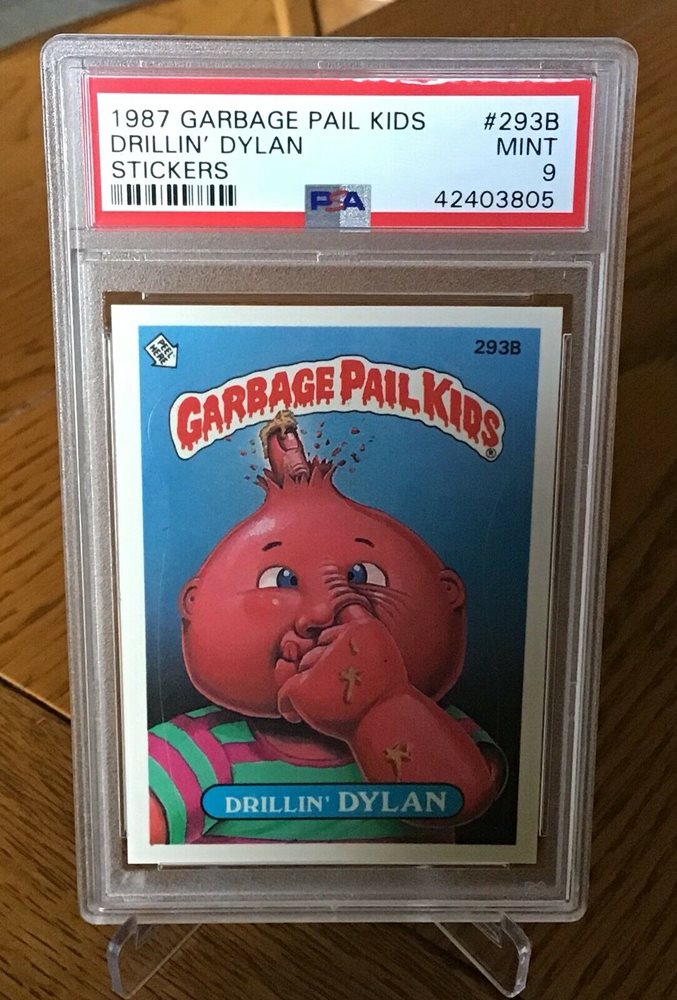 1987 GARBAGE PAIL KIDS #293B
DRILLIN' DYLAN MINT
STICKERS 9
PSA 42403805
PEEL HERE
293B
GARBAGE PAIL KIDS®
DRILLIN' DYLAN